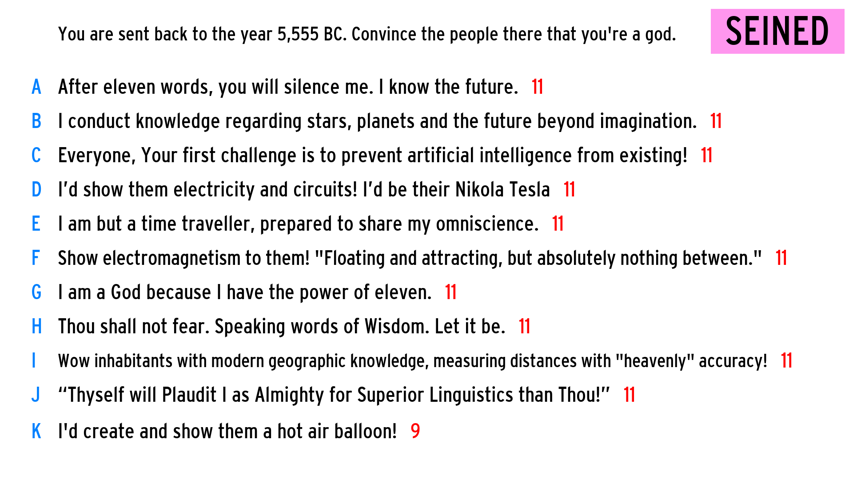 You are sent back to the year 5,555 BC. Convince the people there that you're a god.
SEINED
A After eleven words, you will silence me. I know the future. 11
B I conduct knowledge regarding stars, planets and the future beyond imagination. 11
C Everyone, Your first challenge is to prevent artificial intelligence from existing! 11
D I’d show them electricity and circuits! I’d be their Nikola Tesla 11
E I am but a time traveller, prepared to share my omniscience. 11
F Show electromagnetism to them! "Floating and attracting, but absolutely nothing between." 11
G I am a God because I have the power of eleven. 11
H Thou shall not fear. Speaking words of Wisdom. Let it be. 11
I Wow inhabitants with modern geographic knowledge, measuring distances with "heavenly" accuracy! 11
J “Thyself will Plaudit I as Almighty for Superior Linguistics than Thou!” 11
K I'd create and show them a hot air balloon! 9